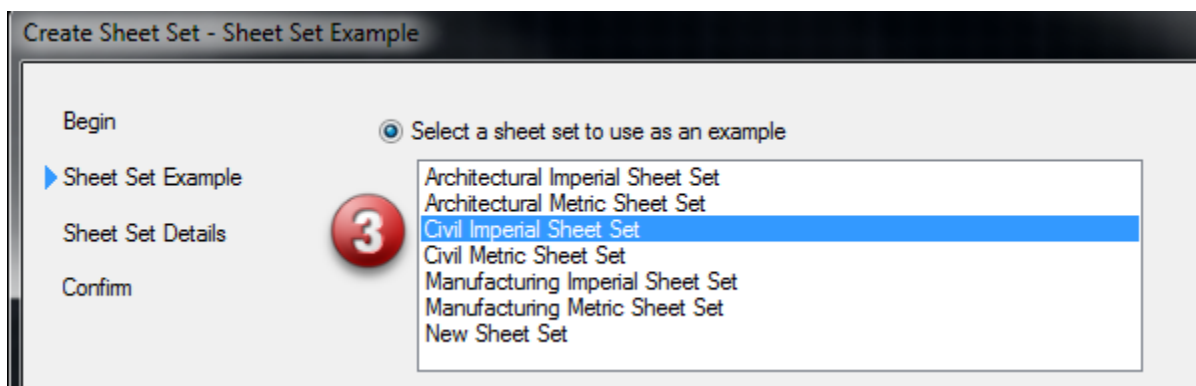 Create Sheet Set - Sheet Set Example
Begin
Sheet Set Example
Sheet Set Details
Confirm
Select a sheet set to use as an example
3
Architectural Imperial Sheet Set
Architectural Metric Sheet Set
Civil Imperial Sheet Set
Civil Metric Sheet Set
Manufacturing Imperial Sheet Set
Manufacturing Metric Sheet Set
New Sheet Set